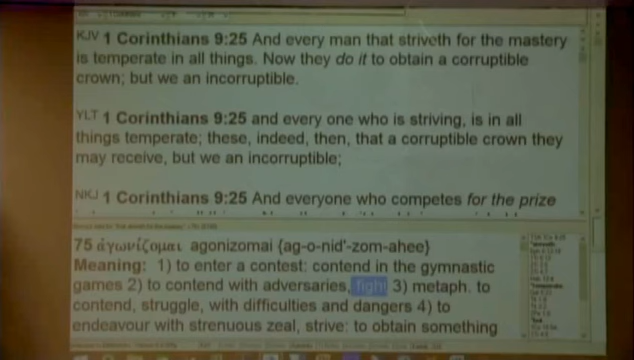 KJV 1 Corinthians 9:25 And every man that striveth for the mastery
is temperate in all things. Now they do it to obtain a corruptible
crown; but we an incorruptible.
YLT 1 Corinthians 9:25 and every one who is striving, is in all
things temperate; these, indeed, then, that a corruptible crown they
may receive, but we an incorruptible;
NKJ 1 Corinthians 9:25 And everyone who competes for the prize
75 ἀγωνίζομαι agonizomai {ag-o-nid'-zom-ahee}
Meaning: 1) to enter a contest: contend in the gymnastic
games 2) to contend with adversaries, fight 3) metaph. to
contend, struggle, with difficulties and dangers 4) to
endeavour with strenuous zeal, strive: to obtain something